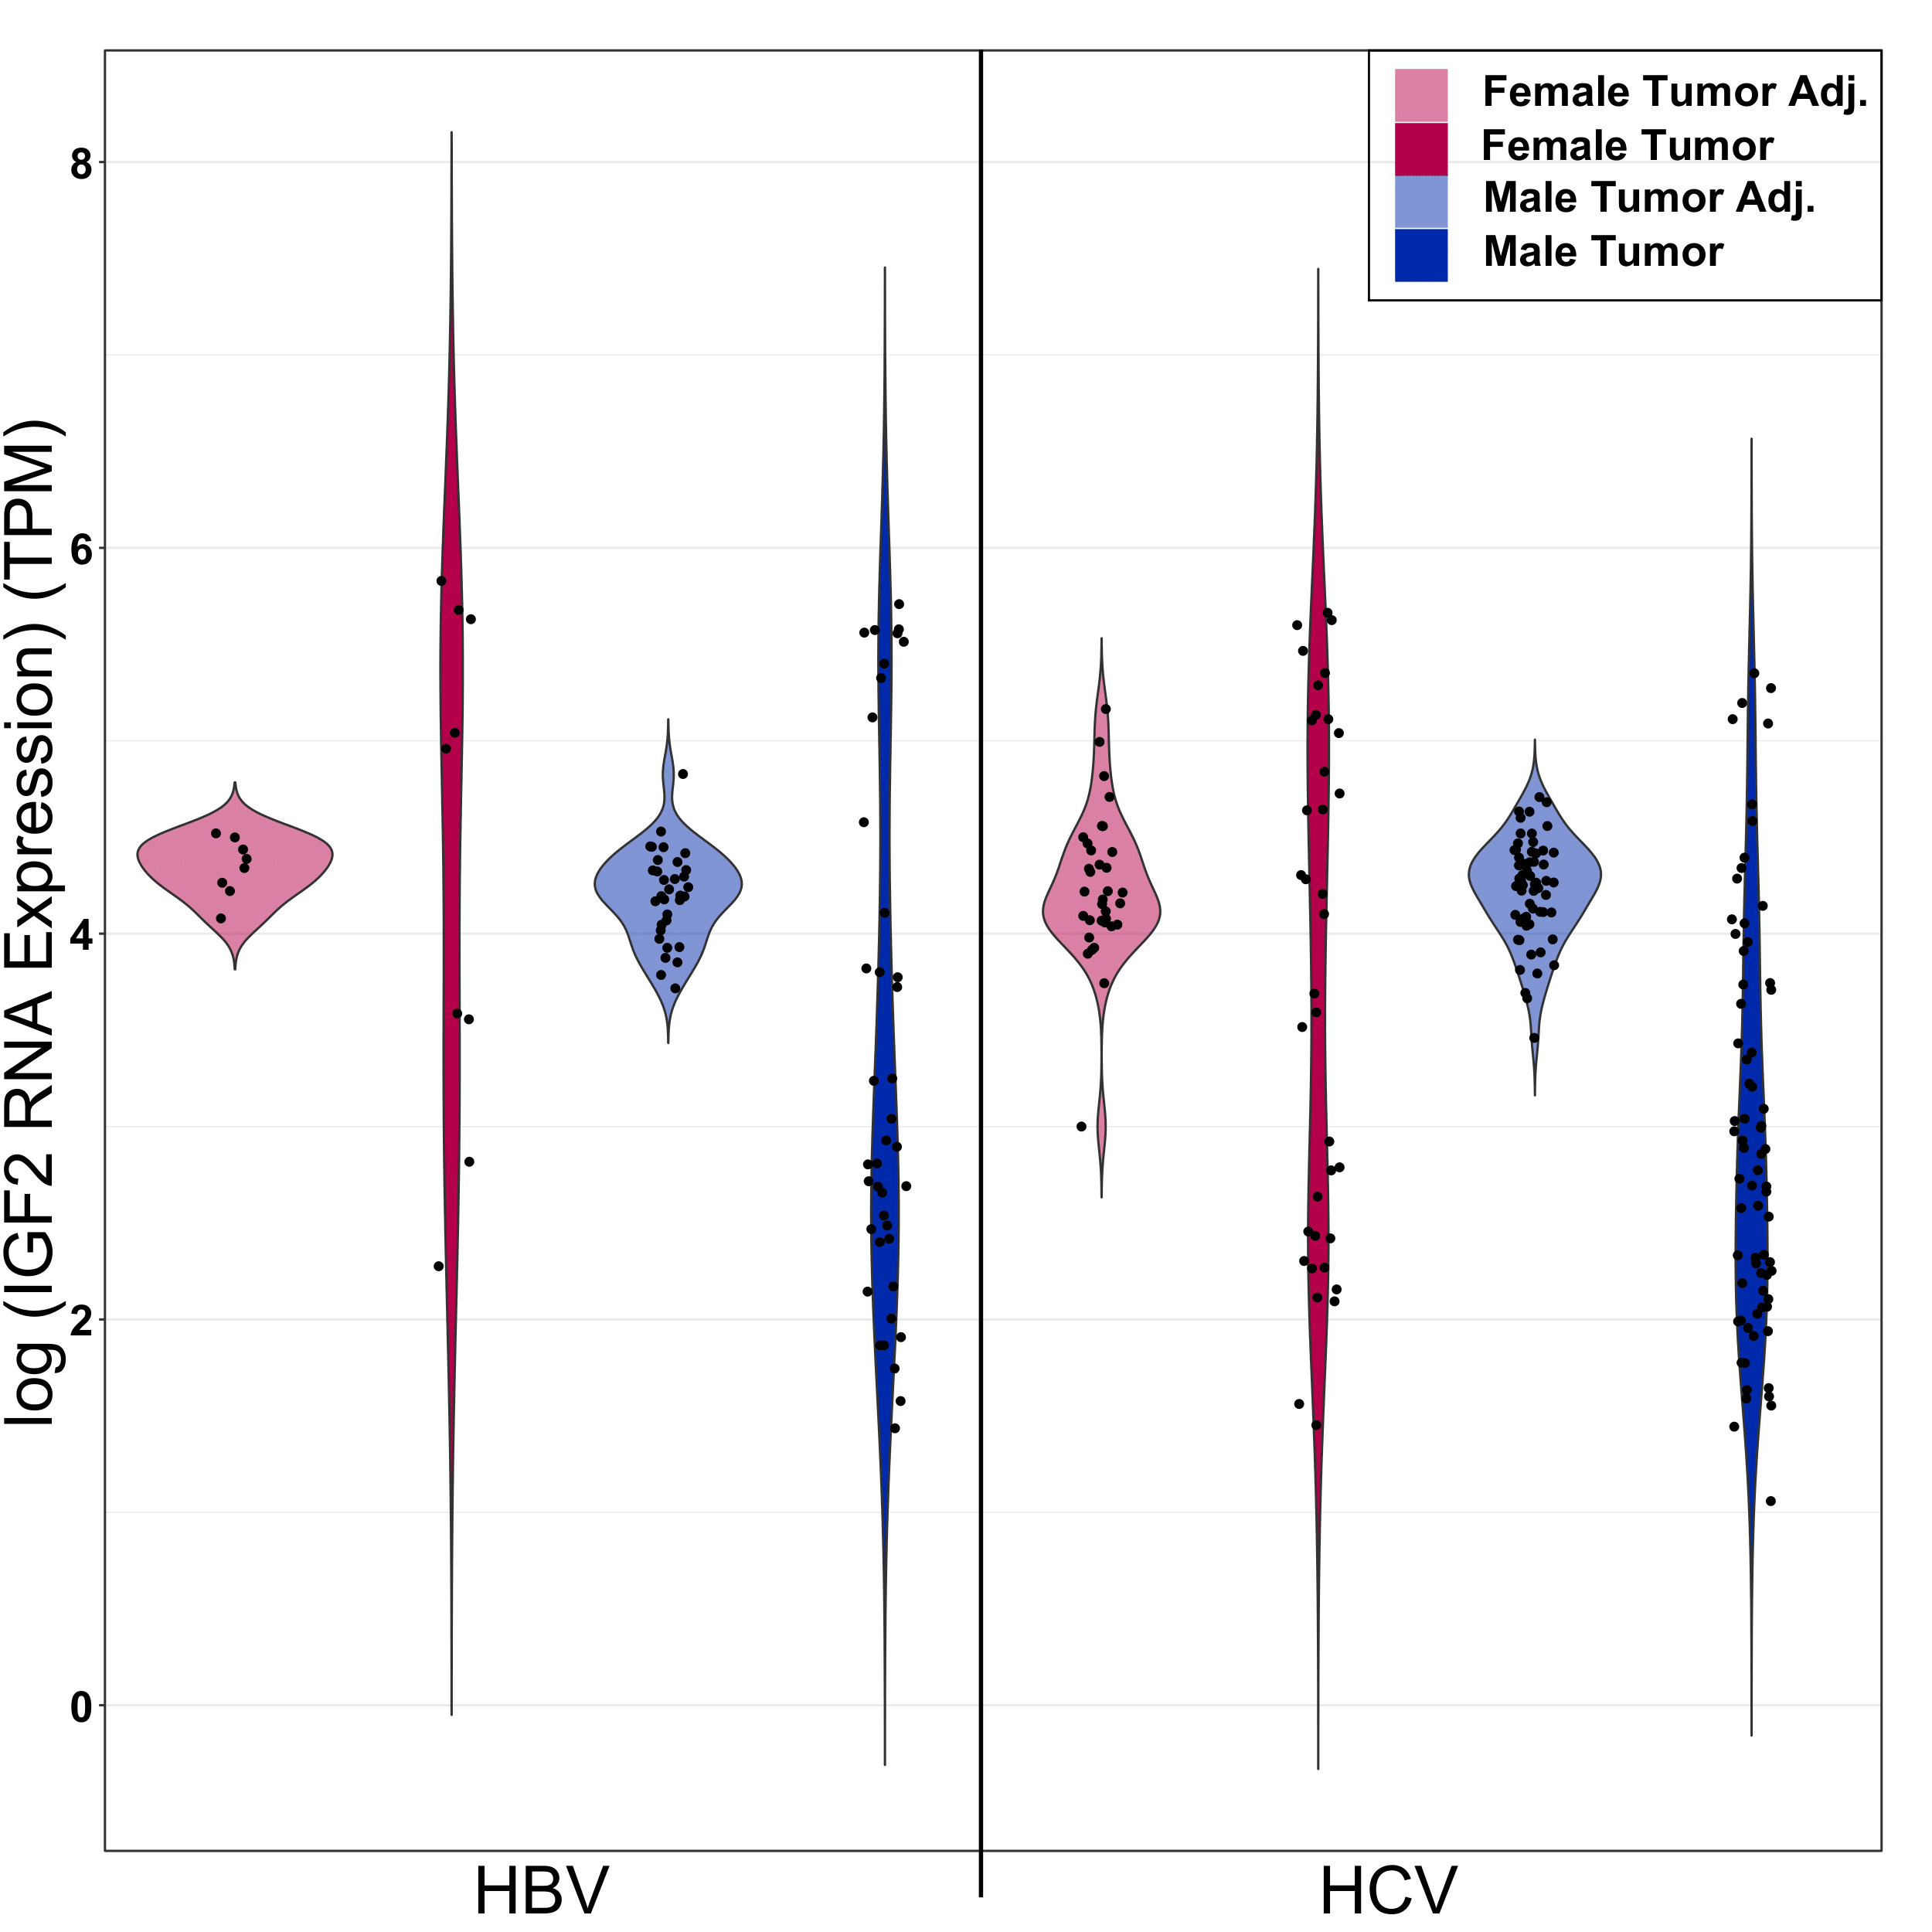 Female Tumor Adj.
Female Tumor
Male Tumor Adj.
Male Tumor
log (IGF2 RNA Expression) (TPM)
8
6
4
2
0
HBV
HCV